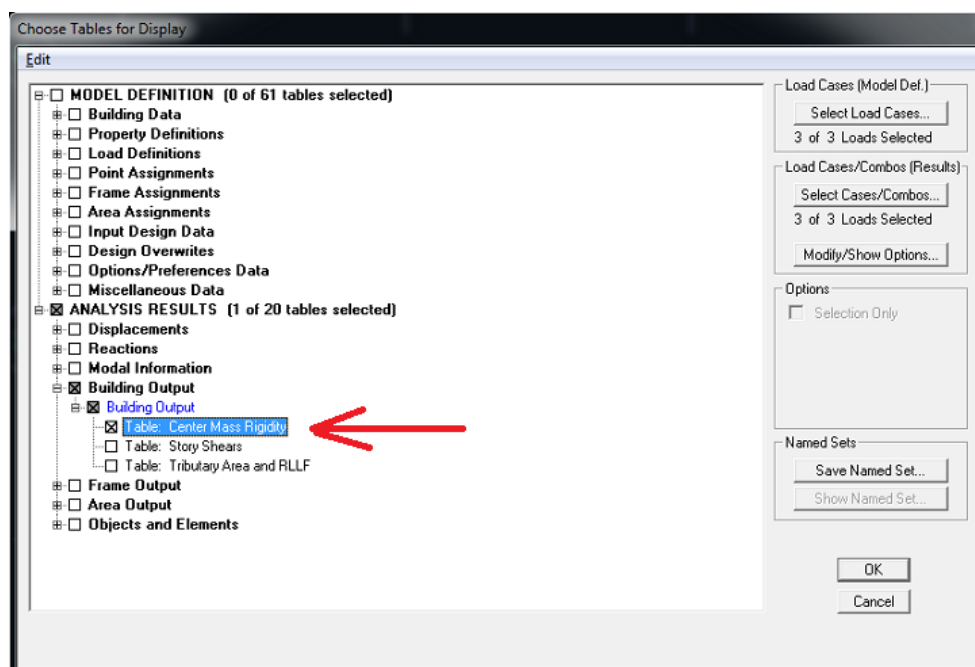 Choose Tables for Display
Edit
MODEL DEFINITION (0 of 61 tables selected)
Building Data
Property Definitions
Load Definitions
Point Assignments
Frame Assignments
Area Assignments
Input Design Data
Design Overwrites
Options/Preferences Data
Miscellaneous Data
ANALYSIS RESULTS (1 of 20 tables selected)
Displacements
Reactions
Modal Information
Building Output
Building Output
Table: Center Mass Rigidity
Table: Story Shears
Table: Tributary Area and RLLF
Frame Output
Area Output
Objects and Elements
Load Cases (Model Def.)
Select Load Cases...
3 of 3 Loads Selected
Load Cases/Combos (Results)
Select Cases/Combos...
3 of 3 Loads Selected
Modify/Show Options...
Options
Selection Only
Named Sets
Save Named Set...
Show Named Set...
OK
Cancel